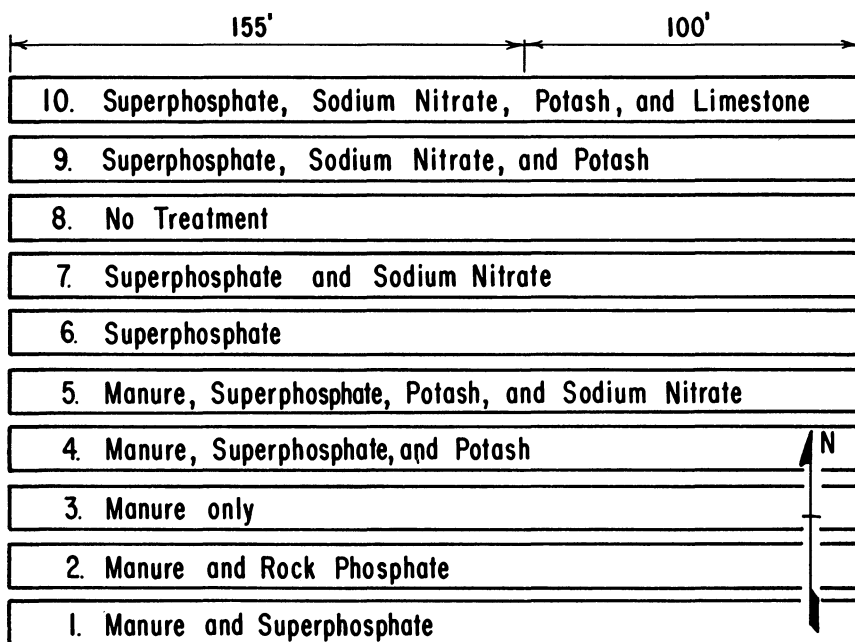 155' 100'
10. Superphosphate, Sodium Nitrate, Potash, and Limestone
9. Superphosphate, Sodium Nitrate, and Potash
8. No Treatment
7. Superphosphate and Sodium Nitrate
6. Superphosphate
5. Manure, Superphosphate, Potash, and Sodium Nitrate
4. Manure, Superphosphate, and Potash
N
3. Manure only
2. Manure and Rock Phosphate
1. Manure and Superphosphate